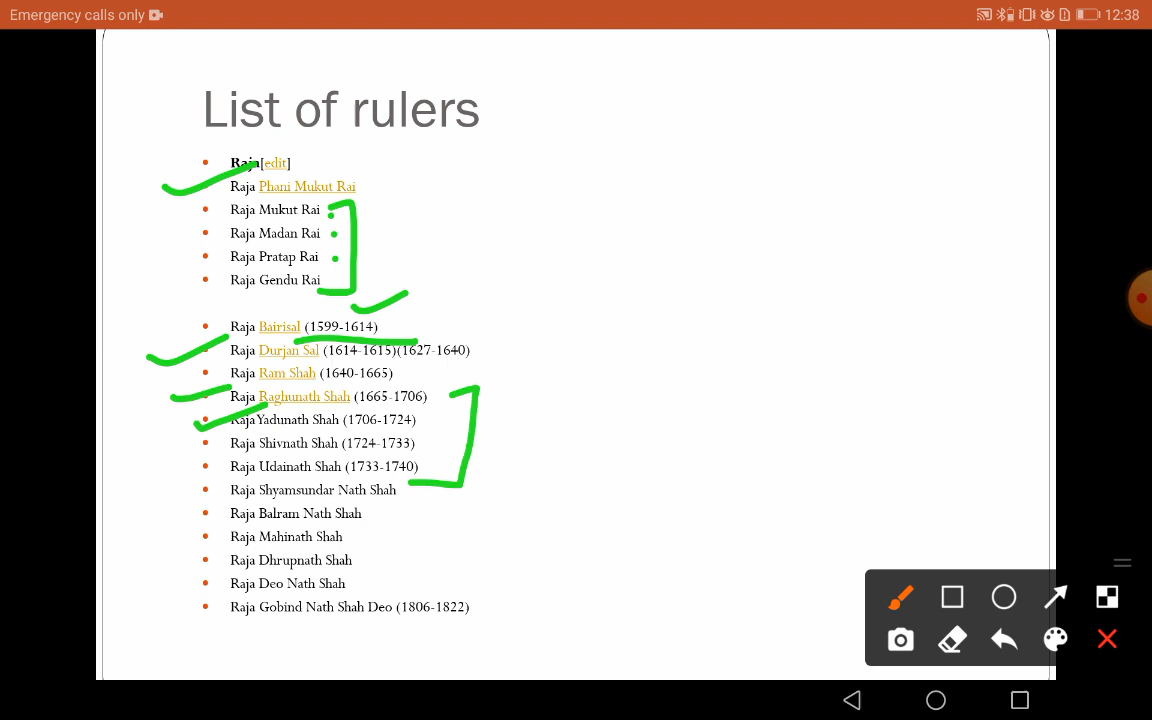 Emergency calls only
12:38
List of rulers
Raja[edit]
Raja Phani Mukut Rai
Raja Mukut Rai
Raja Madan Rai
Raja Pratap Rai
Raja Gendu Rai
Raja Bairisal (1599-1614)
Raja Durjan Sal (1614-1615)(1627-1640)
Raja Ram Shah (1640-1665)
Raja Raghunath Shah (1665-1706)
Raja Yadunath Shah (1706-1724)
Raja Shivnath Shah (1724-1733)
Raja Udainath Shah (1733-1740)
Raja Shyamsundar Nath Shah
Raja Balram Nath Shah
Raja Mahinath Shah
Raja Dhrupnath Shah
Raja Deo Nath Shah
Raja Gobind Nath Shah Deo (1806-1822)